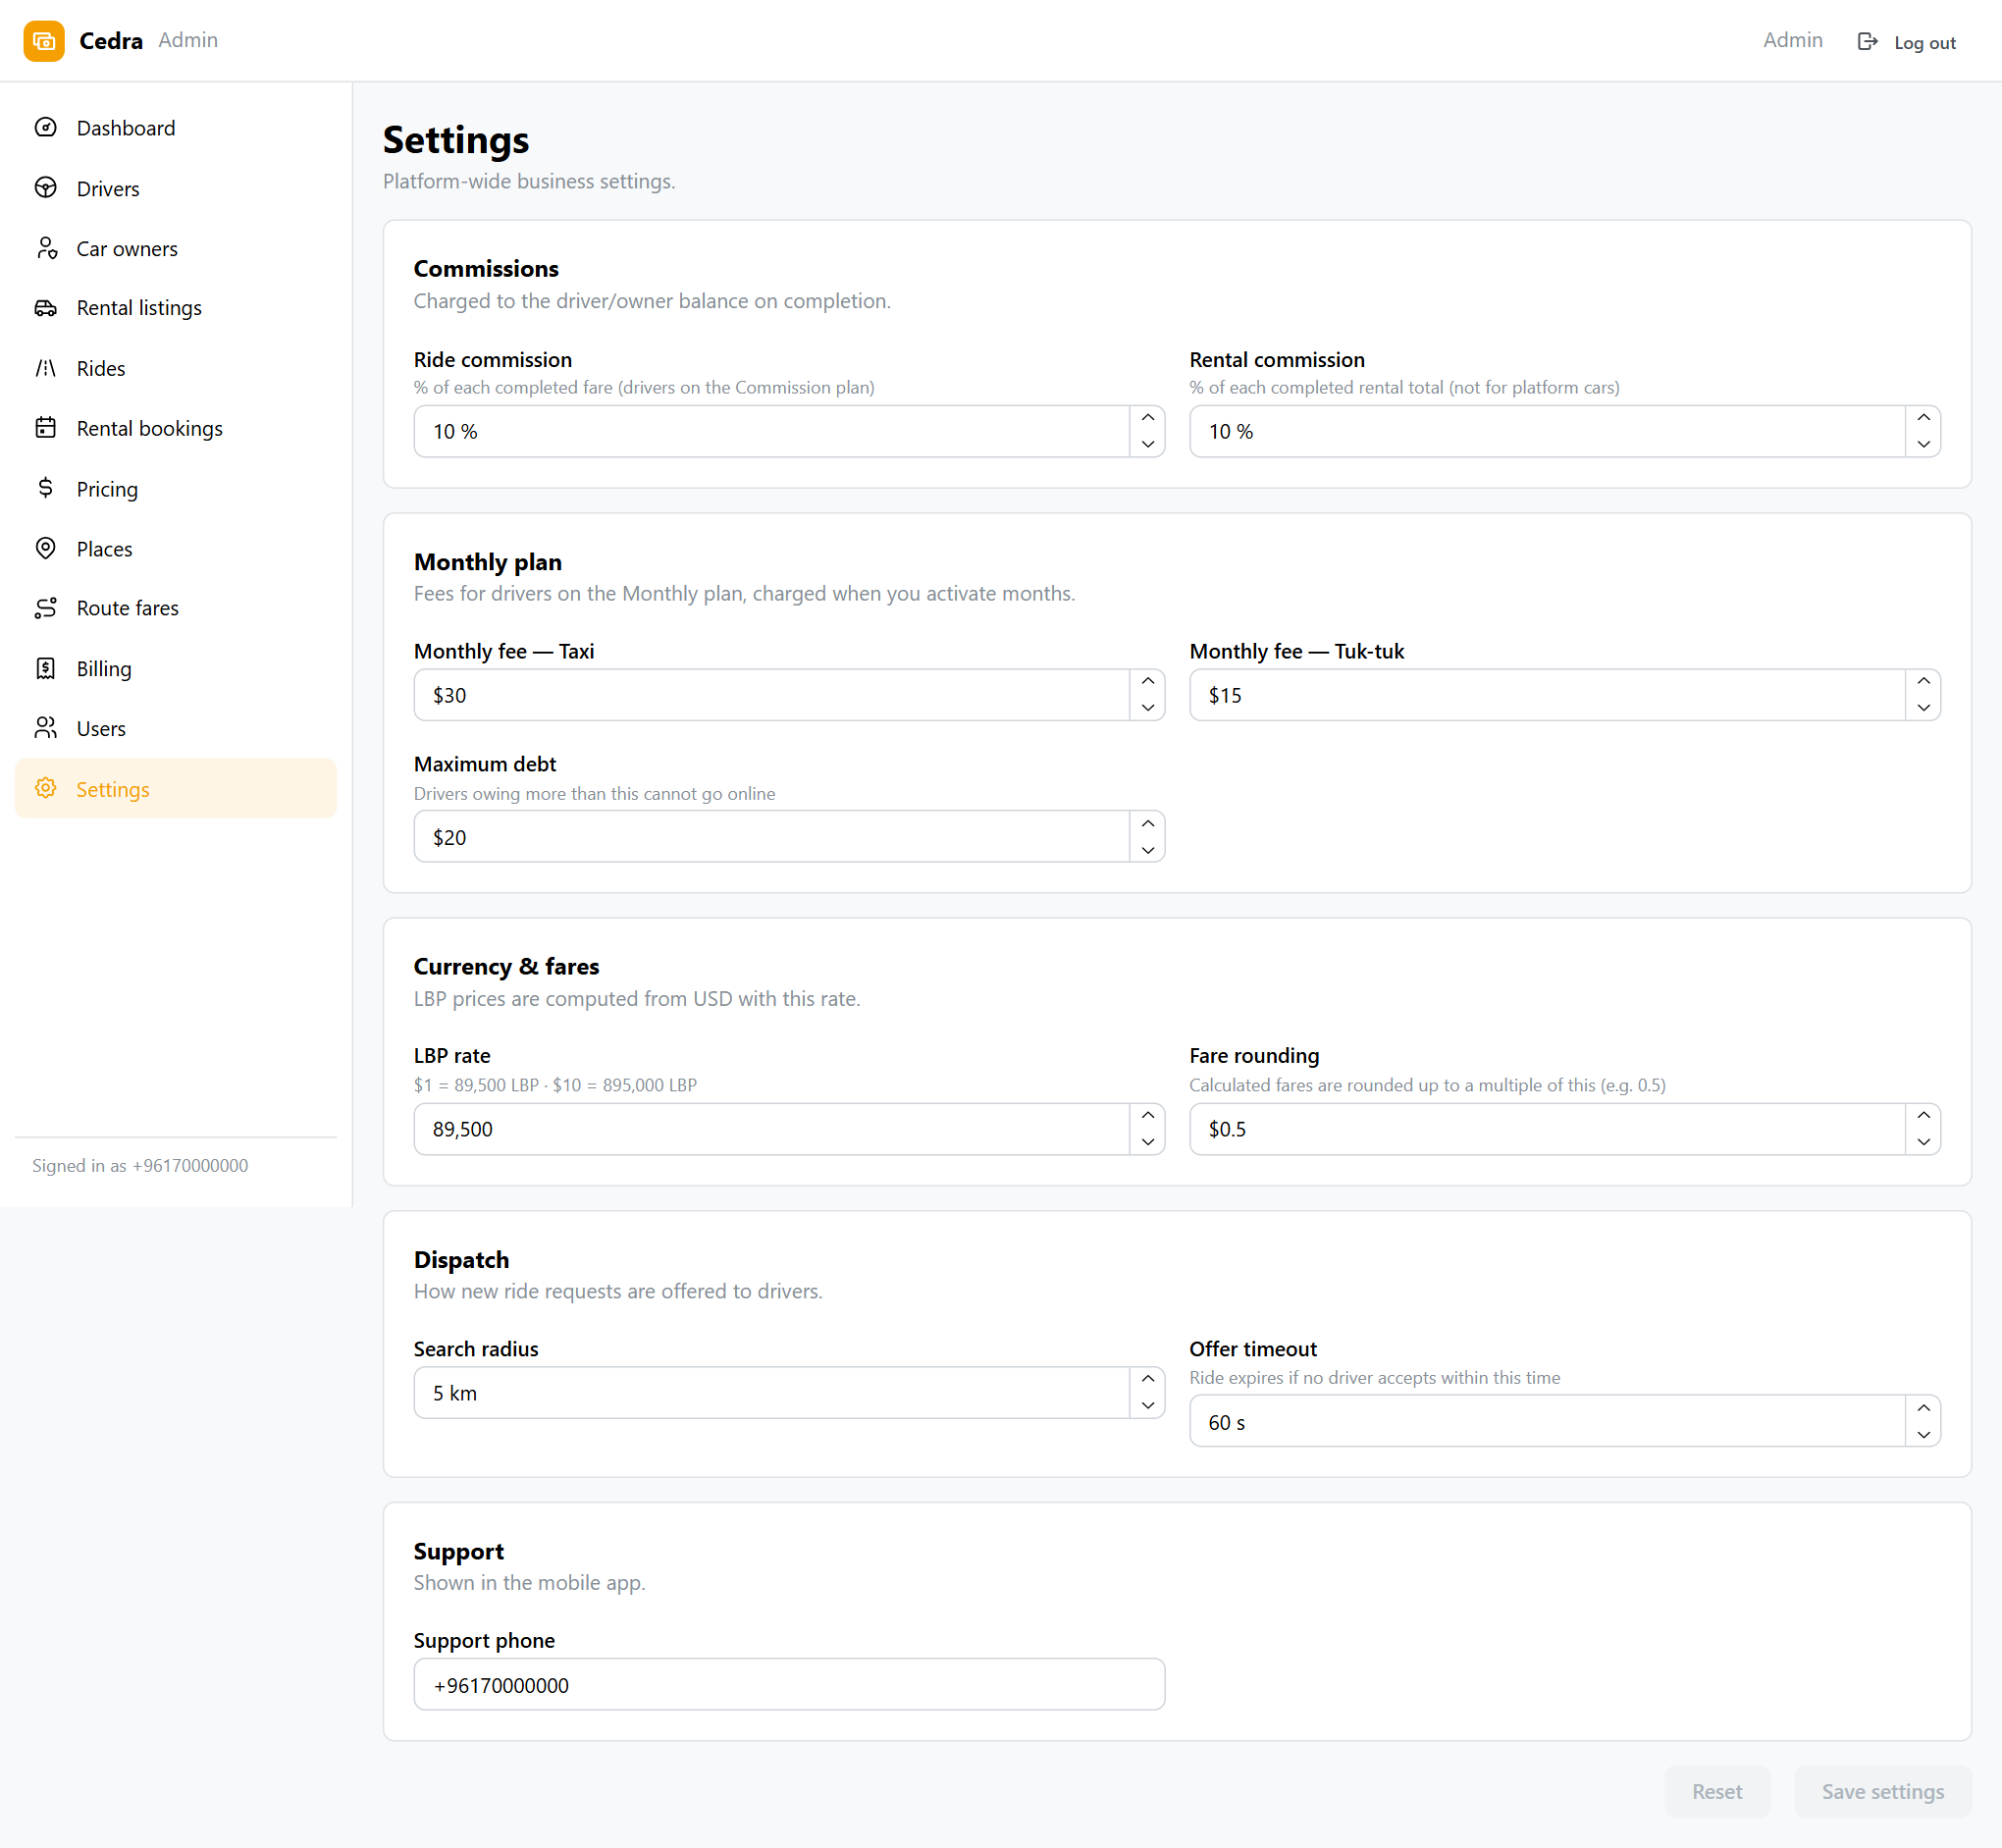 Cedra Admin
Admin Log out
Dashboard
Drivers
Car owners
Rental listings
Rides
Rental bookings
Pricing
Places
Route fares
Billing
Users
Settings
Signed in as +96170000000
Settings
Platform-wide business settings.
Commissions
Charged to the driver/owner balance on completion.
Ride commission
% of each completed fare (drivers on the Commission plan)
10 %
Rental commission
% of each completed rental total (not for platform cars)
10 %
Monthly plan
Fees for drivers on the Monthly plan, charged when you activate months.
Monthly fee — Taxi
$30
Monthly fee — Tuk-tuk
$15
Maximum debt
Drivers owing more than this cannot go online
$20
Currency & fares
LBP prices are computed from USD with this rate.
LBP rate
$1 = 89,500 LBP · $10 = 895,000 LBP
89,500
Fare rounding
Calculated fares are rounded up to a multiple of this (e.g. 0.5)
$0.5
Dispatch
How new ride requests are offered to drivers.
Search radius
5 km
Offer timeout
Ride expires if no driver accepts within this time
60 s
Support
Shown in the mobile app.
Support phone
+96170000000
Reset
Save settings